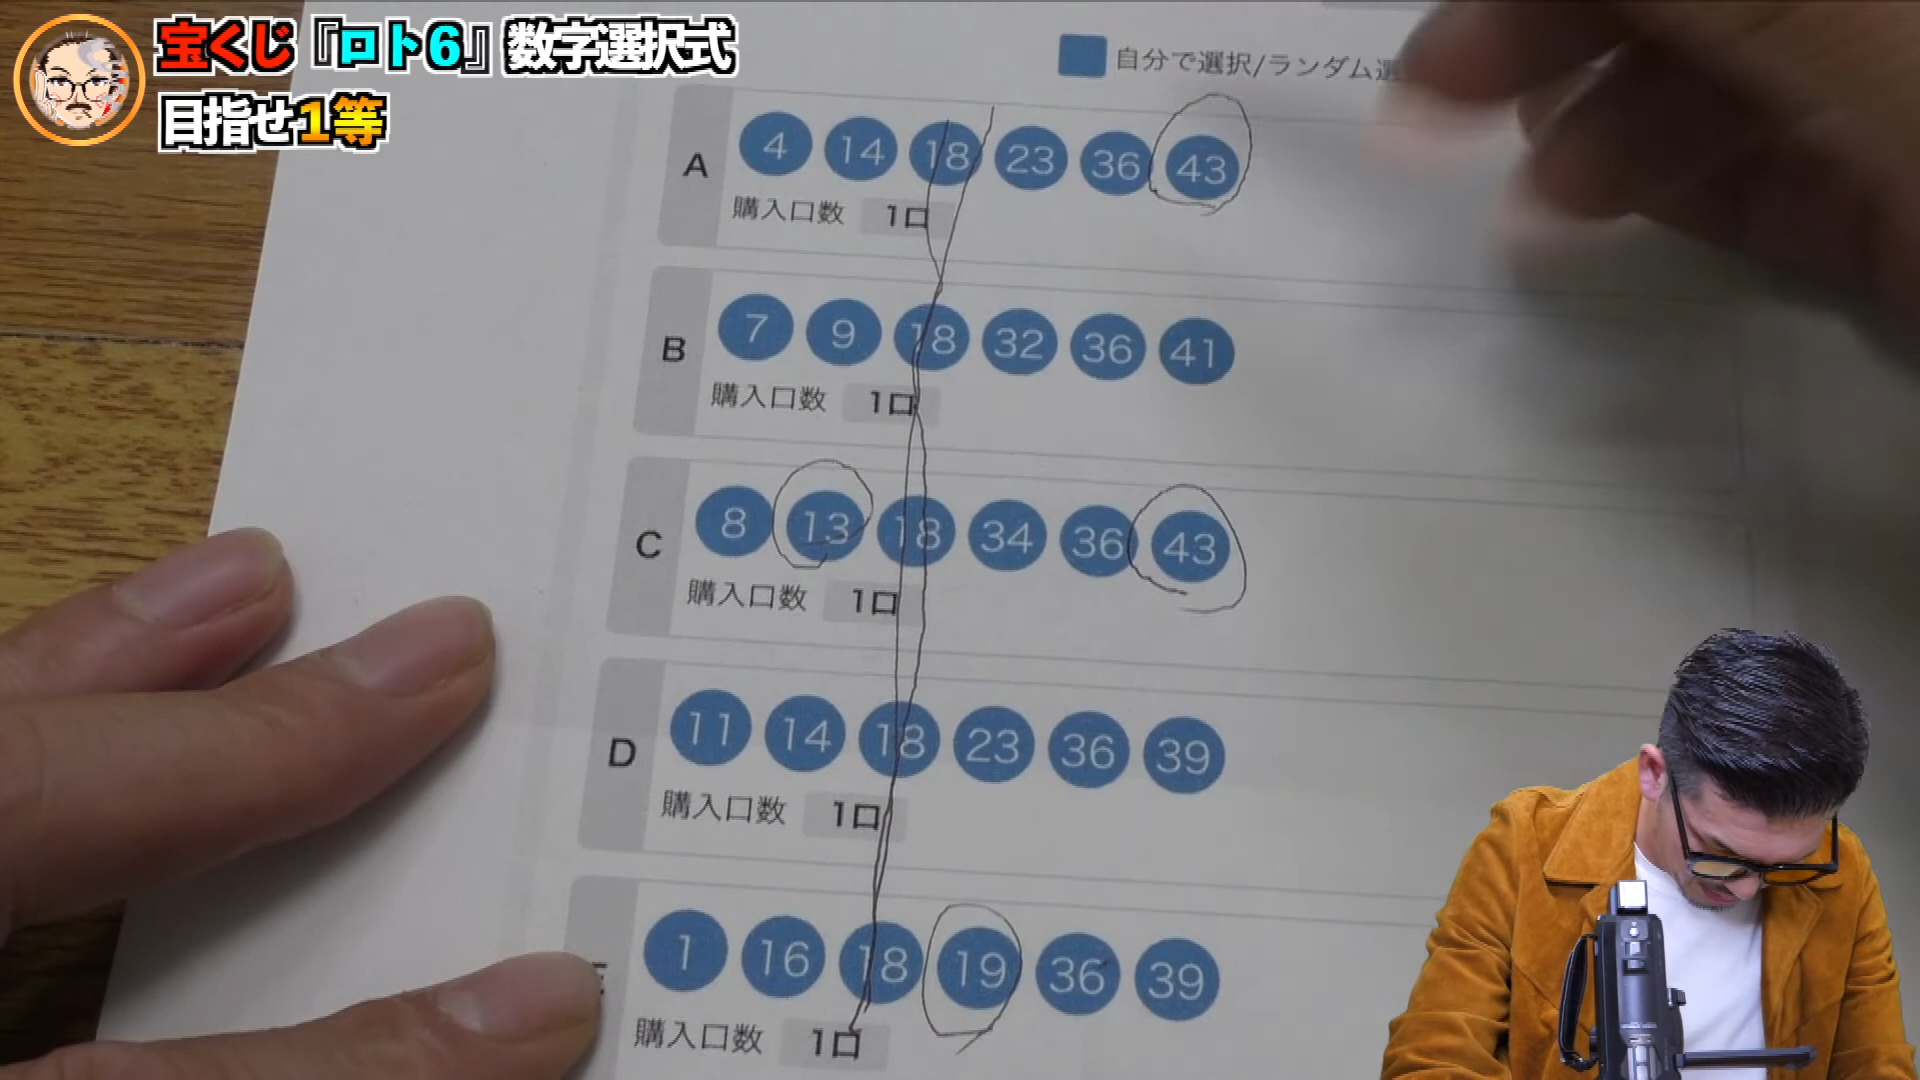 宝くじ『ロト6』数字選択式
目指せ1等
自分で選択/ランダム選
A 4 14 18 23 36 43
購入口数 1口
B 7 9 18 32 36 41
購入口数 1口
C 8 13 18 34 36 43
購入口数 1口
D 11 14 18 23 36 39
購入口数 1口
1 16 18 19 36 39
購入口数 1口